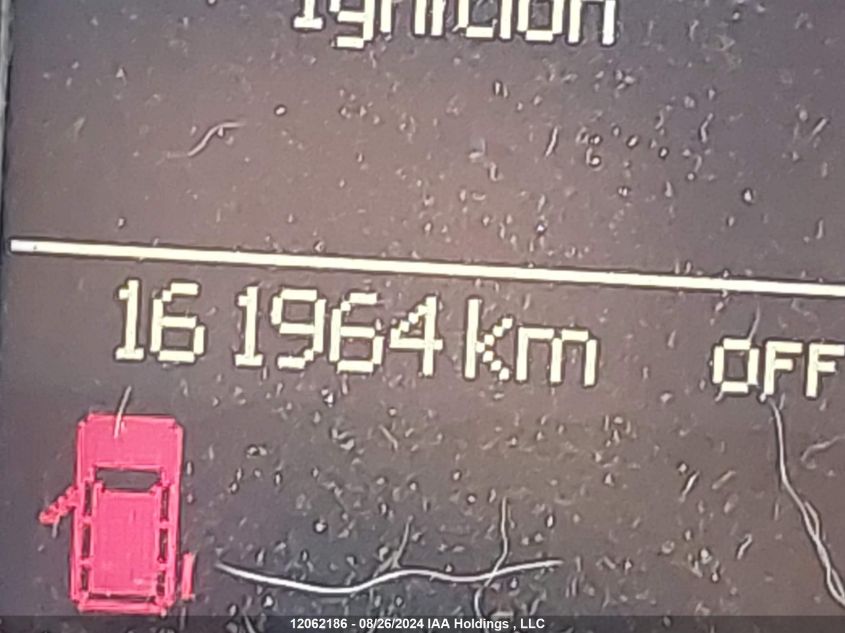 Ignition
161964 km OFF
12062186 - 08/26/2024 IAA Holdings , LLC